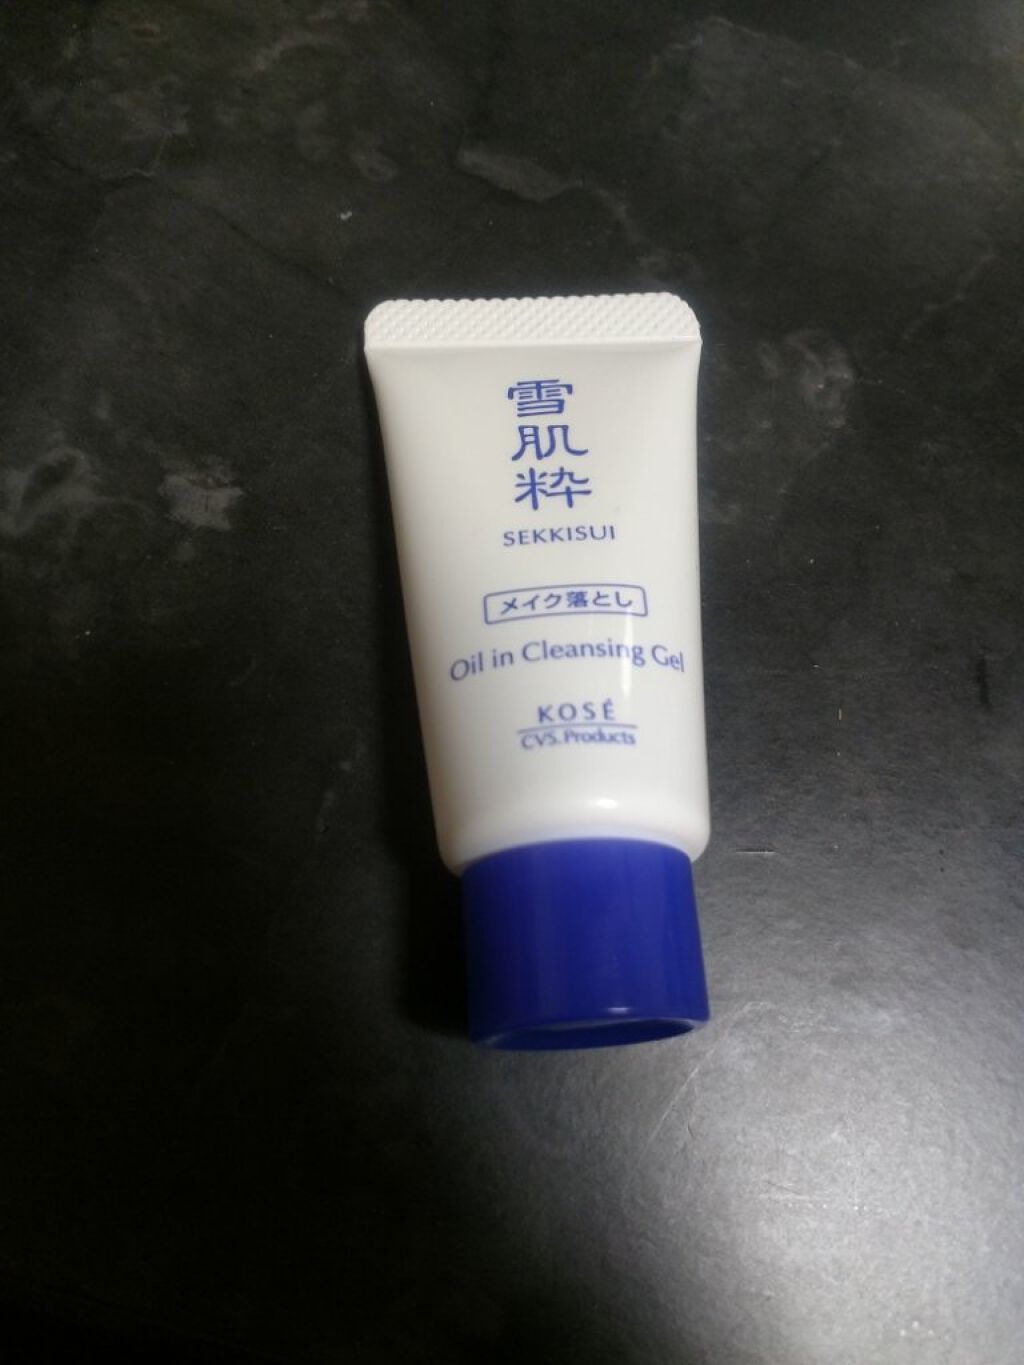 雪
肌
粋
SEKKISUI
メイク落とし
Oil in Cleansing Gel
KOSÉ
CVS.Products